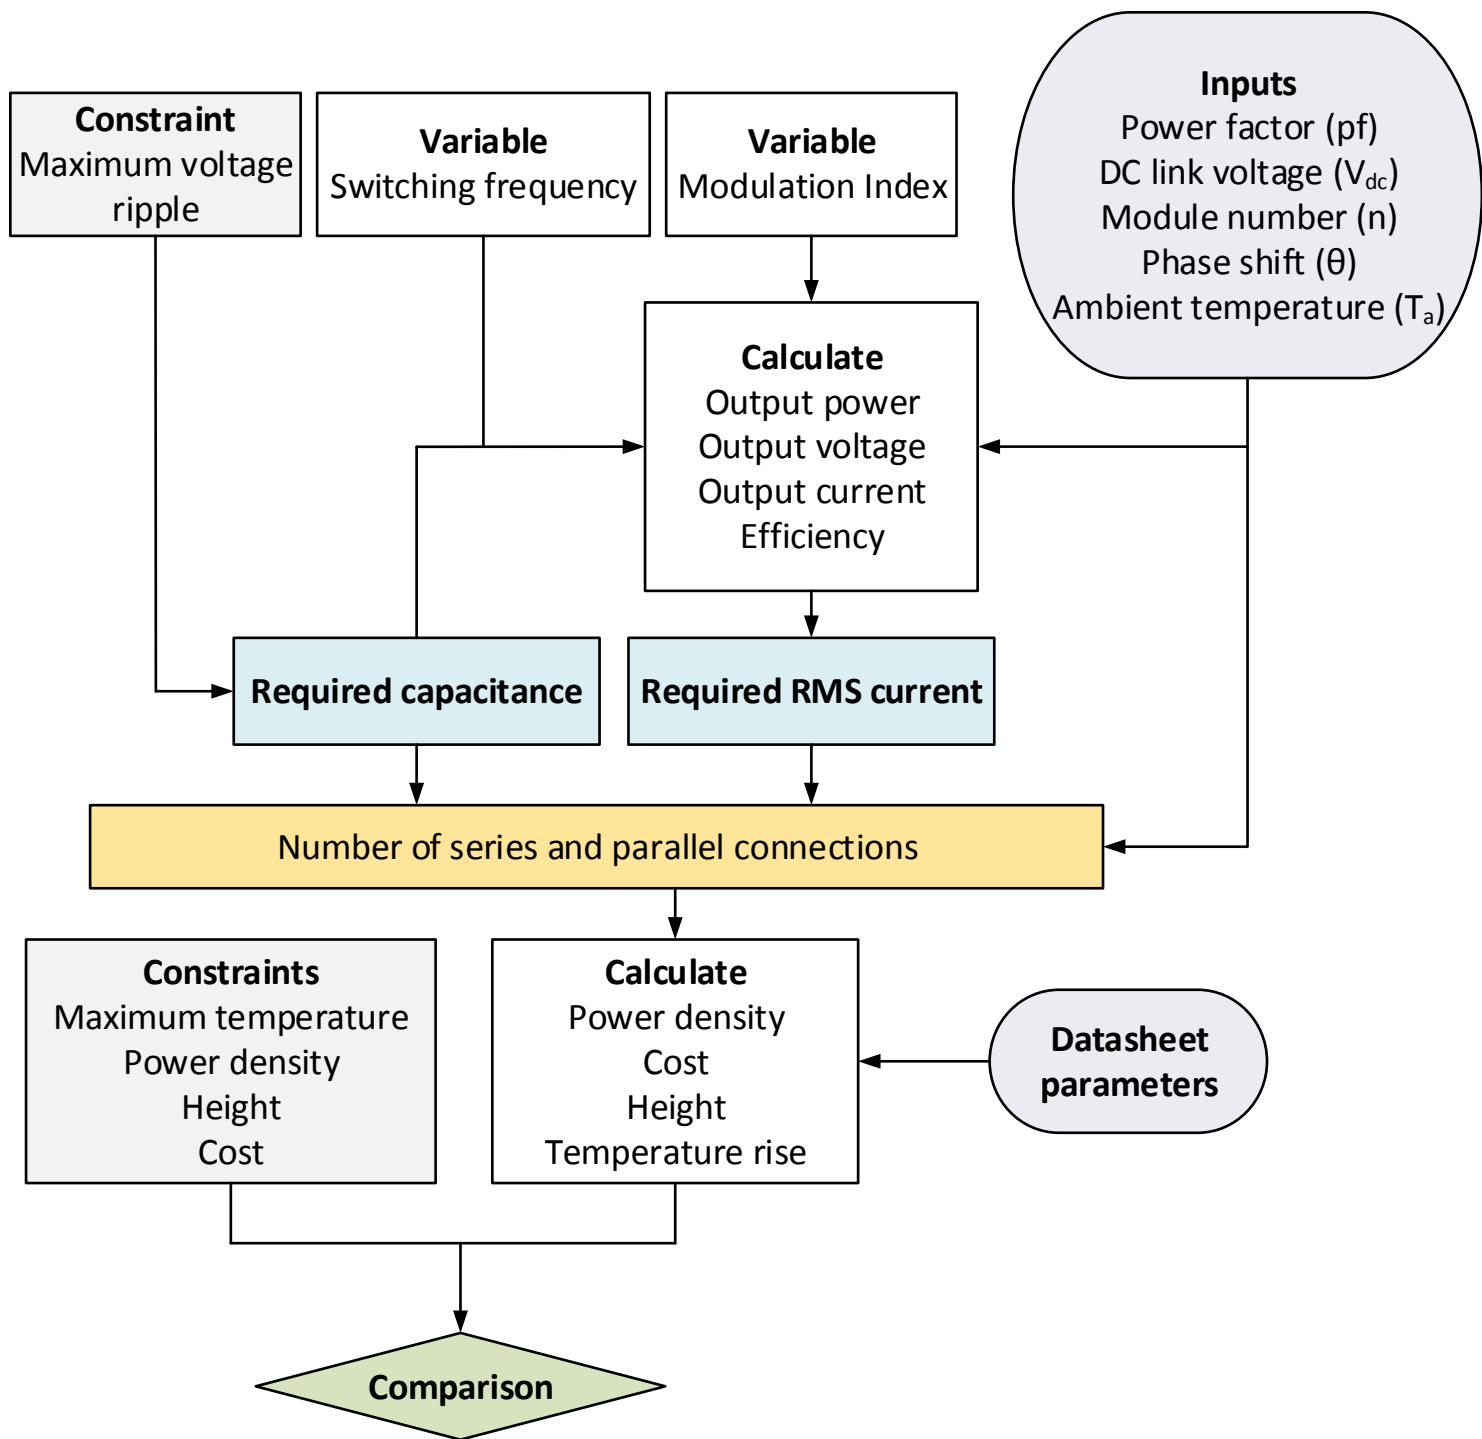 Constraint
Maximum voltage
ripple
Variable
Switching frequency
Variable
Modulation Index
Inputs
Power factor (pf)
DC link voltage (Vdc)
Module number (n)
Phase shift (θ)
Ambient temperature (Ta)
Calculate
Output power
Output voltage
Output current
Efficiency
Required capacitance
Required RMS current
Number of series and parallel connections
Constraints
Maximum temperature
Power density
Height
Cost
Calculate
Power density
Cost
Height
Temperature rise
Datasheet
parameters
Comparison